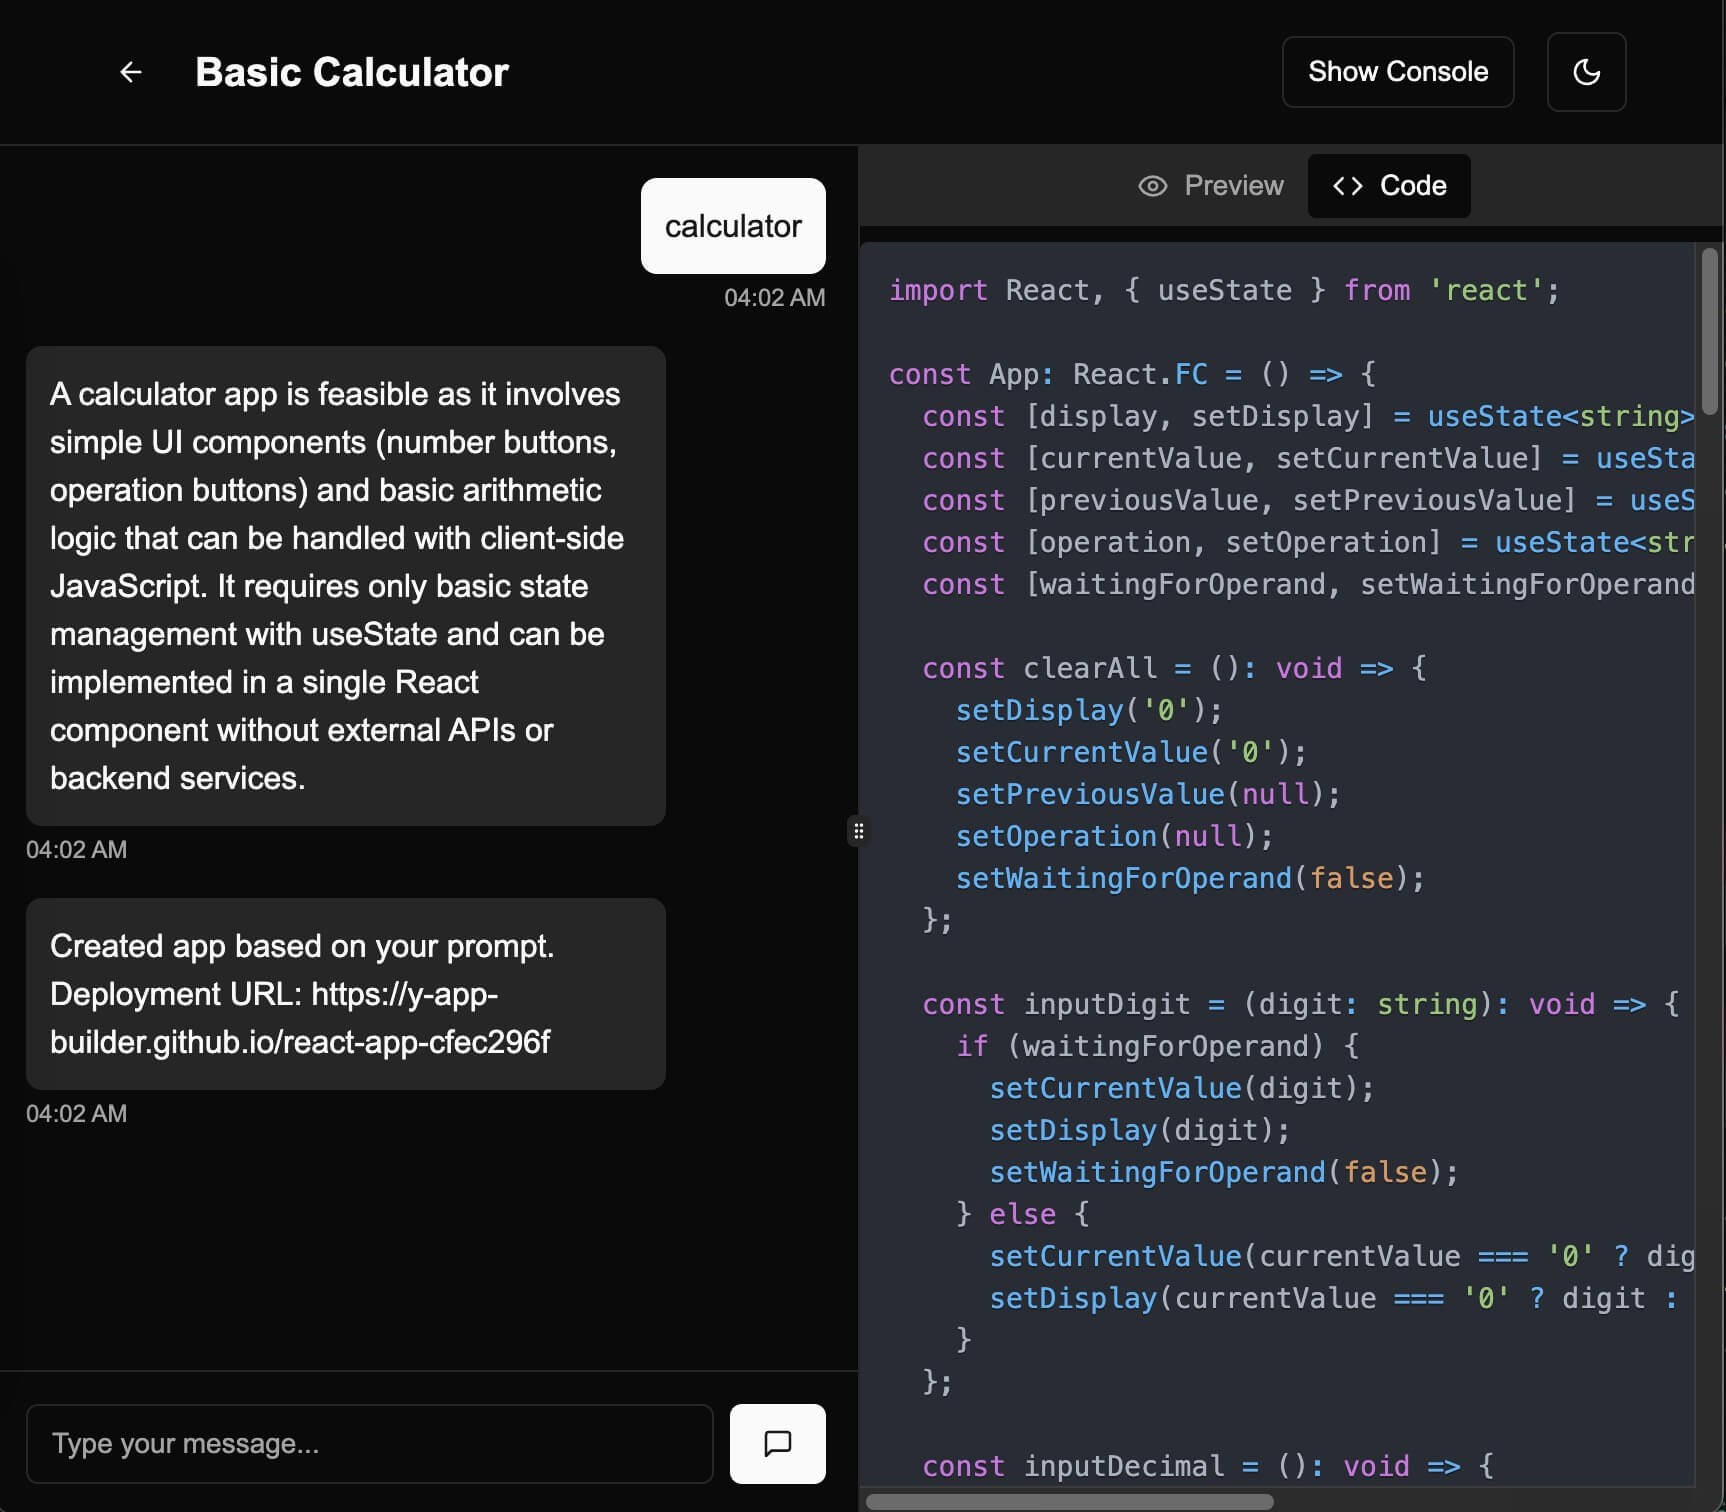 Basic Calculator
Show Console
calculator
04:02 AM
A calculator app is feasible as it involves
simple UI components (number buttons,
operation buttons) and basic arithmetic
logic that can be handled with client-side
JavaScript. It requires only basic state
management with useState and can be
implemented in a single React
component without external APIs or
backend services.
04:02 AM
Created app based on your prompt.
Deployment URL: https://y-app-
builder.github.io/react-app-cfec296f
04:02 AM
Type your message...
Preview
Code
import React, { useState } from 'react';
const App: React.FC = () => {
const [display, setDisplay] = useState<string>
const [currentValue, setCurrentValue] = useSta
const [previousValue, setPreviousValue] = useS
const [operation, setOperation] = useState<str
const [waitingForOperand, setWaitingForOperand
const clearAll = (): void => {
setDisplay('0');
setCurrentValue('0');
setPreviousValue(null);
setOperation(null);
setWaitingForOperand(false);
};
const inputDigit = (digit: string): void => {
if (waitingForOperand) {
setCurrentValue(digit);
setDisplay(digit);
setWaitingForOperand(false);
} else {
setCurrentValue(currentValue === '0' ? dig
setDisplay(currentValue === '0' ? digit :
}
};
const inputDecimal = (): void => {